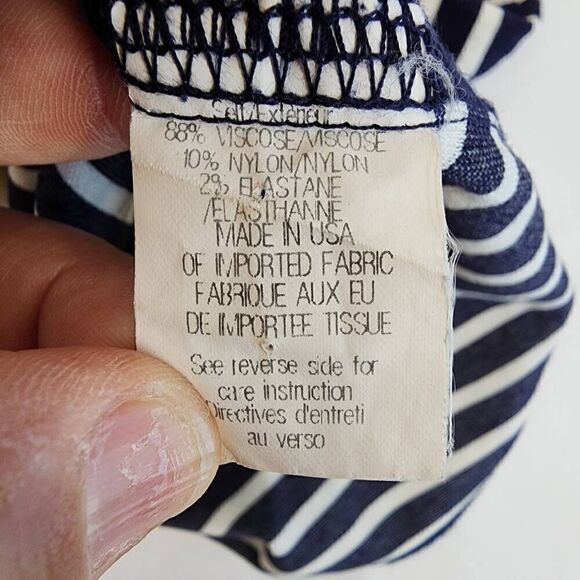 Self/Extérieur
88% VISCOSE/VISCOSE
10% NYLON/NYLON
2% ELASTANE
/ELASTHANNE
MADE IN USA
OF IMPORTED FABRIC
FABRIQUE AUX EU
DE IMPORTEE TISSUE
See reverse side for
care instruction
Directives d'entreti
au verso